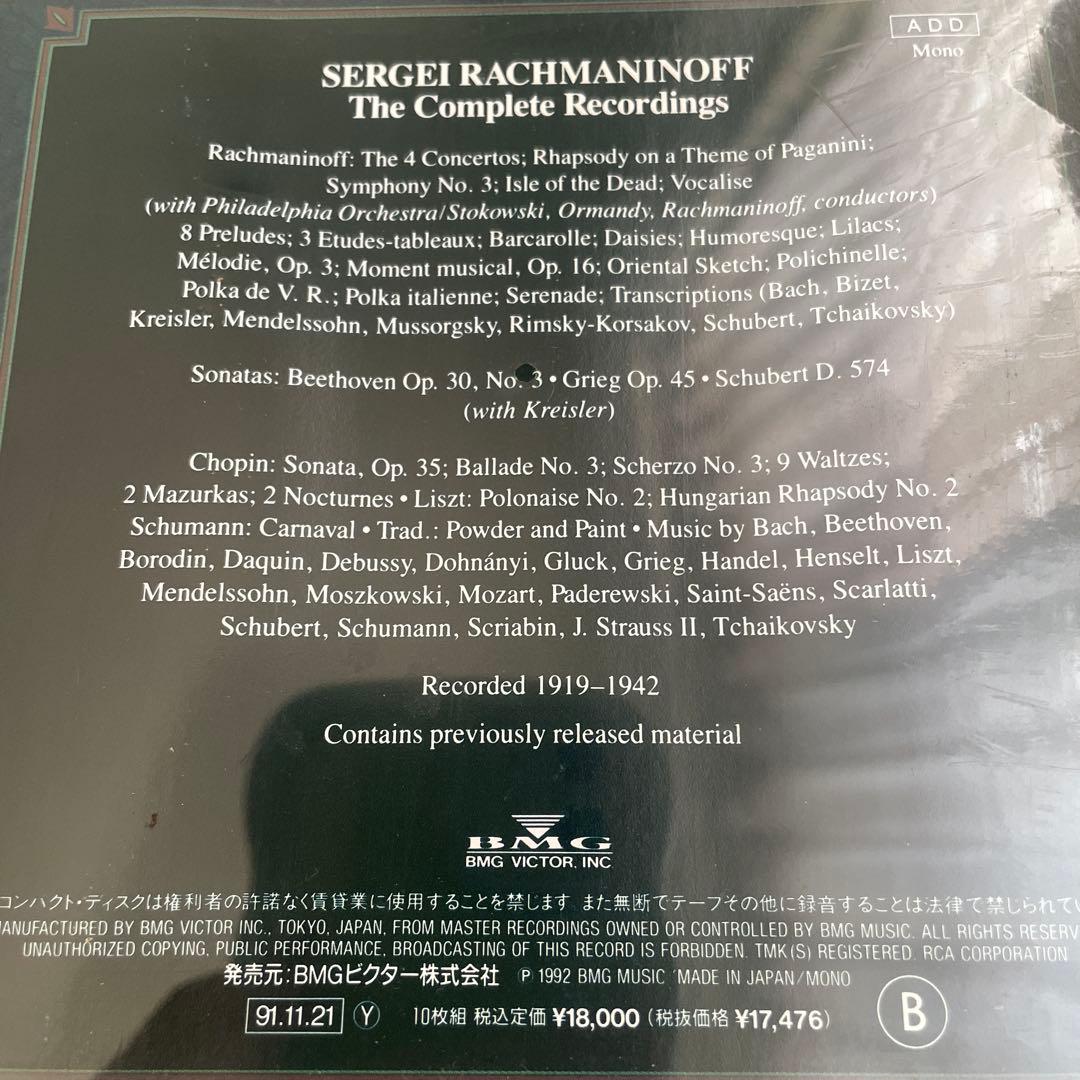 ADD
Mono
SERGEI RACHMANINOFF
The Complete Recordings
Rachmaninoff: The 4 Concertos; Rhapsody on a Theme of Paganini;
Symphony No. 3; Isle of the Dead; Vocalise
(with Philadelphia Orchestra/Stokowski, Ormandy, Rachmaninoff, conductors)
8 Preludes; 3 Etudes-tableaux; Barcarolle; Daisies; Humoresque; Lilacs;
Mélodie, Op. 3; Moment musical, Op. 16; Oriental Sketch; Polichinelle;
Polka de V. R.; Polka italienne; Serenade; Transcriptions (Bach, Bizet,
Kreisler, Mendelssohn, Mussorgsky, Rimsky-Korsakov, Schubert, Tchaikovsky)
Sonatas: Beethoven Op. 30, No. 3 • Grieg Op. 45 • Schubert D. 574
(with Kreisler)
Chopin: Sonata, Op. 35; Ballade No. 3; Scherzo No. 3; 9 Waltzes;
2 Mazurkas; 2 Nocturnes • Liszt: Polonaise No. 2; Hungarian Rhapsody No. 2
Schumann: Carnaval • Trad.: Powder and Paint • Music by Bach, Beethoven,
Borodin, Daquin, Debussy, Dohnányi, Gluck, Grieg, Handel, Henselt, Liszt,
Mendelssohn, Moszkowski, Mozart, Paderewski, Saint-Saëns, Scarlatti,
Schubert, Schumann, Scriabin, J. Strauss II, Tchaikovsky
Recorded 1919–1942
Contains previously released material
BMG
BMG VICTOR, INC
コンパクト・ディスクは権利者の許諾なく賃貸業に使用することを禁じます また無断でテープその他に録音することは法律で禁じられてい
MANUFACTURED BY BMG VICTOR INC., TOKYO, JAPAN, FROM MASTER RECORDINGS OWNED OR CONTROLLED BY BMG MUSIC. ALL RIGHTS RESERV
UNAUTHORIZED COPYING, PUBLIC PERFORMANCE, BROADCASTING OF THIS RECORD IS FORBIDDEN. TMK(S) REGISTERED. RCA CORPORATION
発売元:BMGビクター株式会社 Ⓟ 1992 BMG MUSIC MADE IN JAPAN/MONO
91.11.21 Ⓨ 10枚組 税込定価 ¥18,000 (税抜価格 ¥17,476) B